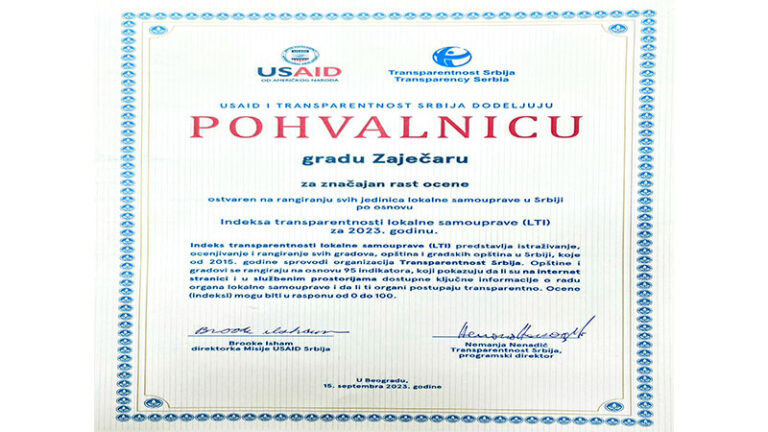 USAID
OD AMERIČKOG NARODA
Transparentnost Srbija
Transparency Serbia
USAID I TRANSPARENTNOST SRBIJA DODELJUJU
POHVALNICU
gradu Zaječaru
za značajan rast ocene
ostvaren na rangiranju svih jedinica lokalne samouprave u Srbiji
po osnovu
Indeksa transparentnosti lokalne samouprave (LTI)
za 2023. godinu.
Indeks transparentnosti lokalne samouprave (LTI) predstavlja istraživanje,
ocenjivanje i rangiranje svih gradova, opština i gradskih opština u Srbiji, koje
od 2015. godine sprovodi organizacija Transparentnost Srbija. Opštine i
gradovi se rangiraju na osnovu 95 indikatora, koji pokazuju da li su na internet
stranici i u službenim prostorijama dostupne ključne informacije o radu
organa lokalne samouprave i da li ti organi postupaju transparentno. Ocene
(indeksi) mogu biti u rasponu od 0 do 100.
Brooke Isham
Brooke Isham
direktorka Misije USAID Srbija
Nemanja Nenadić
Transparentnost Srbija,
programski direktor
U Beogradu,
15. septembra 2023. godine